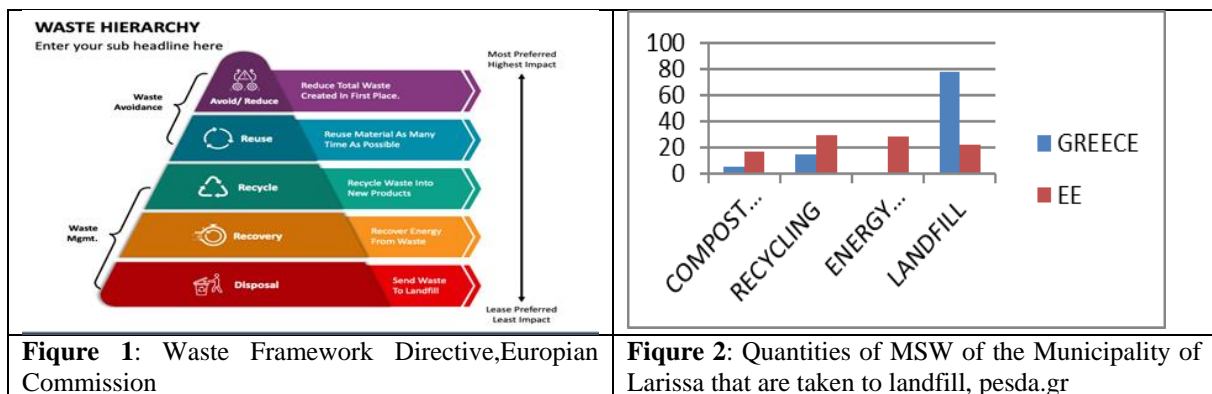 WASTE HIERARCHY
Enter your sub headline here
Most Preferred
Highest Impact
Waste
Avoidance
Avoid/ Reduce
Reduce Total Waste
Created In First Place.
Reuse
Reuse Material As Many
Time As Possible
Recycle
Recycle Waste Into
New Products
Waste
Mgmt.
Recovery
Recover Energy
From Waste
Disposal
Send Waste
To Landfill
Lease Preferred
Least Impact
100
80
60
40
20
0
COMPOST...
RECYCLING
ENERGY...
LANDFILL
GREECE
EE
Fiqure 1: Waste Framework Directive,Europian
Commission
Fiqure 2: Quantities of MSW of the Municipality of
Larissa that are taken to landfill, pesda.gr